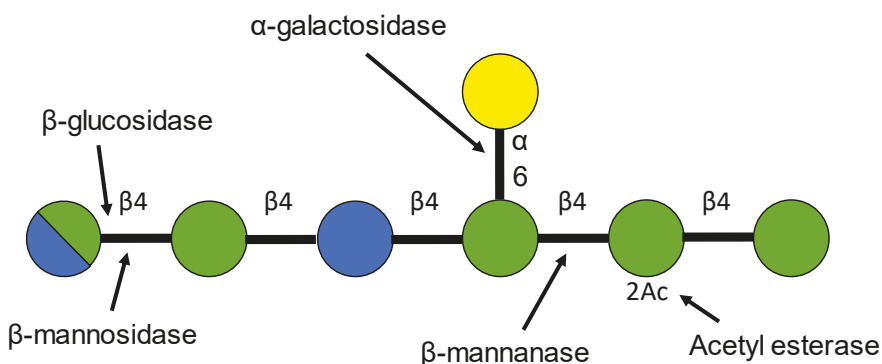 α-galactosidase
β-glucosidase
α
6
β4
β4
β4
β4
β4
2Ac
β-mannosidase
β-mannanase
Acetyl esterase